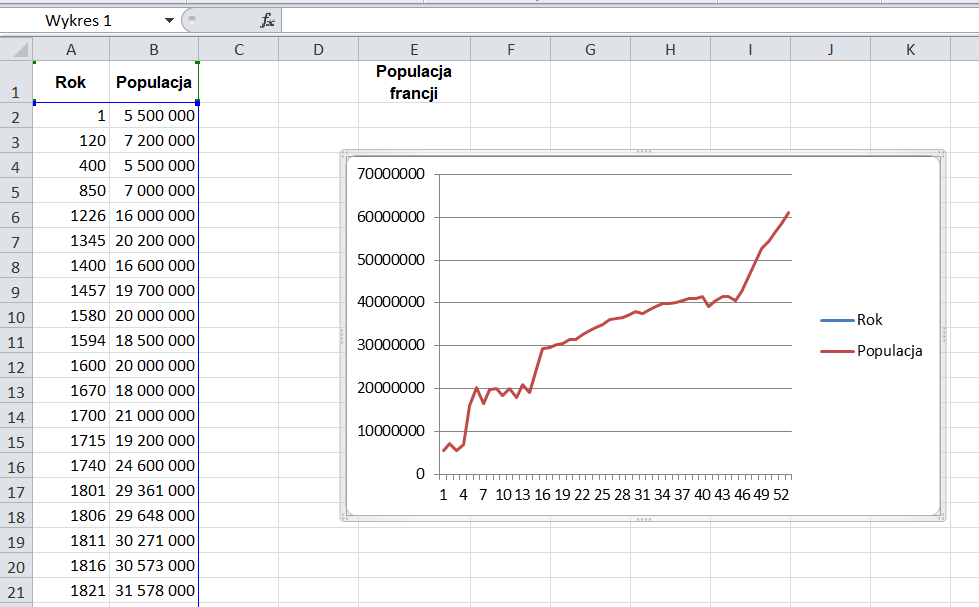 Wykres 1 fx
A B C D E F G H I J K
1 Rok Populacja Populacja
francji
2 1 5 500 000
3 120 7 200 000
4 400 5 500 000
5 850 7 000 000
6 1226 16 000 000
7 1345 20 200 000
8 1400 16 600 000
9 1457 19 700 000
10 1580 20 000 000
11 1594 18 500 000
12 1600 20 000 000
13 1670 18 000 000
14 1700 21 000 000
15 1715 19 200 000
16 1740 24 600 000
17 1801 29 361 000
18 1806 29 648 000
19 1811 30 271 000
20 1816 30 573 000
21 1821 31 578 000
70000000
60000000
50000000
40000000
30000000
20000000
10000000
0
1 4 7 10 13 16 19 22 25 28 31 34 37 40 43 46 49 52
Rok
Populacja